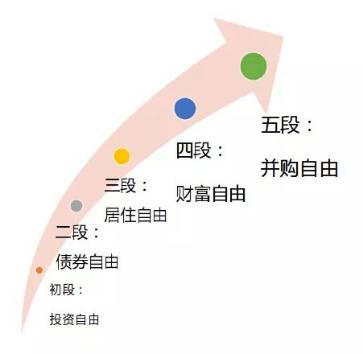 五段：
并购自由
四段：
财富自由
三段：
居住自由
二段：
债券自由
初段：
投资自由